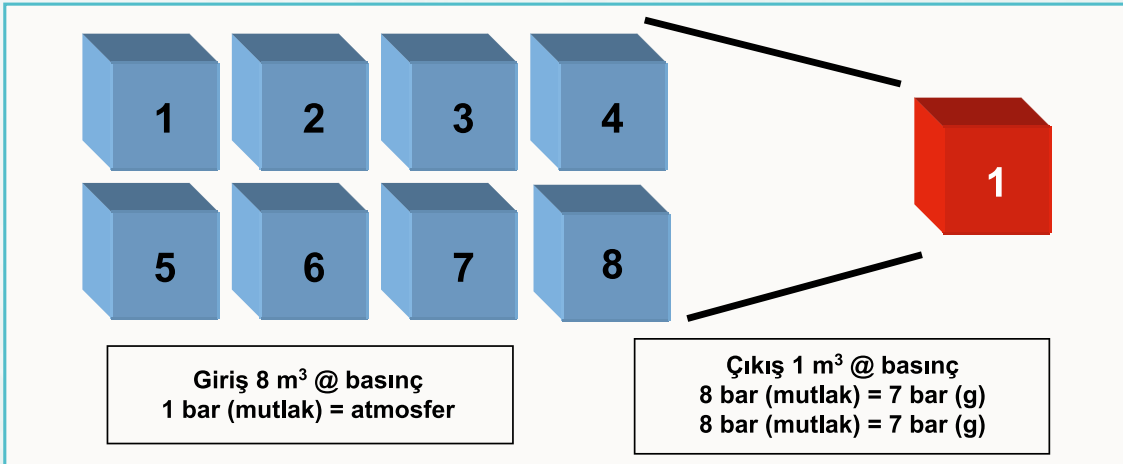 1 2 3 4
1
5 6 7 8
Giriş 8 m³ @ basınç
1 bar (mutlak) = atmosfer
Çıkış 1 m³ @ basınç
8 bar (mutlak) = 7 bar (g)
8 bar (mutlak) = 7 bar (g)